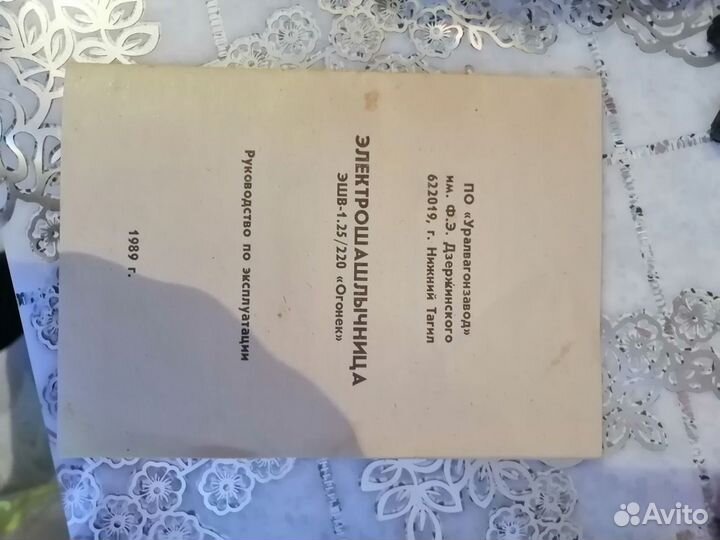 ПО «Уралвагонзавод»
им. Ф.Э. Дзержинского
622019, г. Нижний Тагил
ЭЛЕКТРОШАШЛЫЧНИЦА
ЭШВ-1.25/220 «Огонек»
Руководство по эксплуатации
1989 г.
Avito